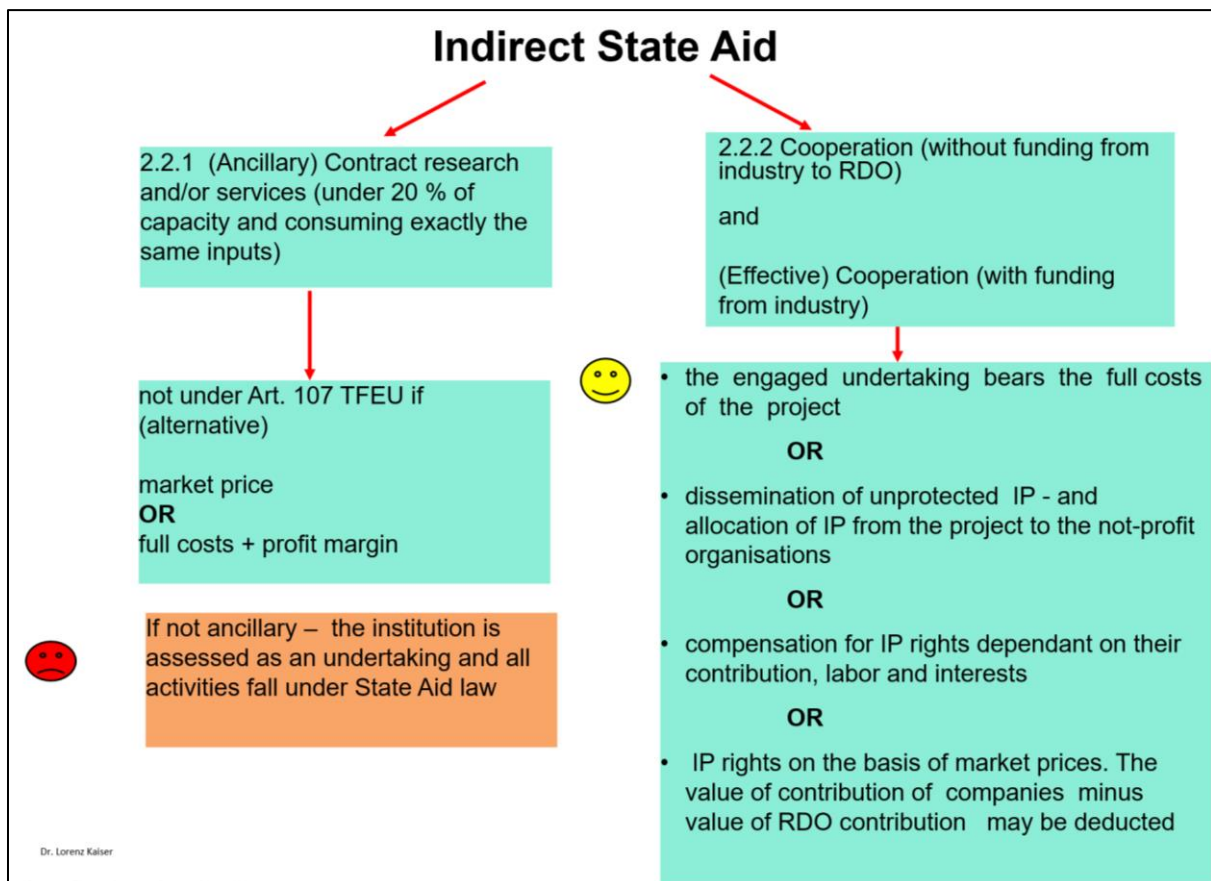 Indirect State Aid
2.2.1 (Ancillary) Contract research
and/or services (under 20 % of
capacity and consuming exactly the
same inputs)
not under Art. 107 TFEU if
(alternative)
market price
OR
full costs + profit margin
If not ancillary – the institution is
assessed as an undertaking and all
activities fall under State Aid law
2.2.2 Cooperation (without funding from
industry to RDO)
and
(Effective) Cooperation (with funding
from industry)
• the engaged undertaking bears the full costs
of the project
OR
• dissemination of unprotected IP - and
allocation of IP from the project to the not-profit
organisations
OR
• compensation for IP rights dependant on their
contribution, labor and interests
OR
• IP rights on the basis of market prices. The
value of contribution of companies minus
value of RDO contribution may be deducted
Dr. Lorenz Kaiser